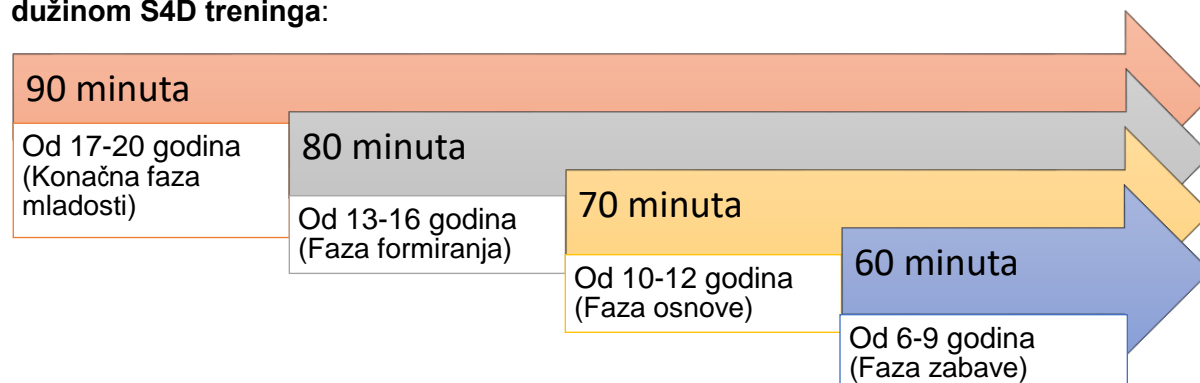 dužinom S4D treninga:
90 minuta
Od 17-20 godina
(Konačna faza
mladosti)
80 minuta
Od 13-16 godina
(Faza formiranja)
70 minuta
Od 10-12 godina
(Faza osnove)
60 minuta
Od 6-9 godina
(Faza zabave)